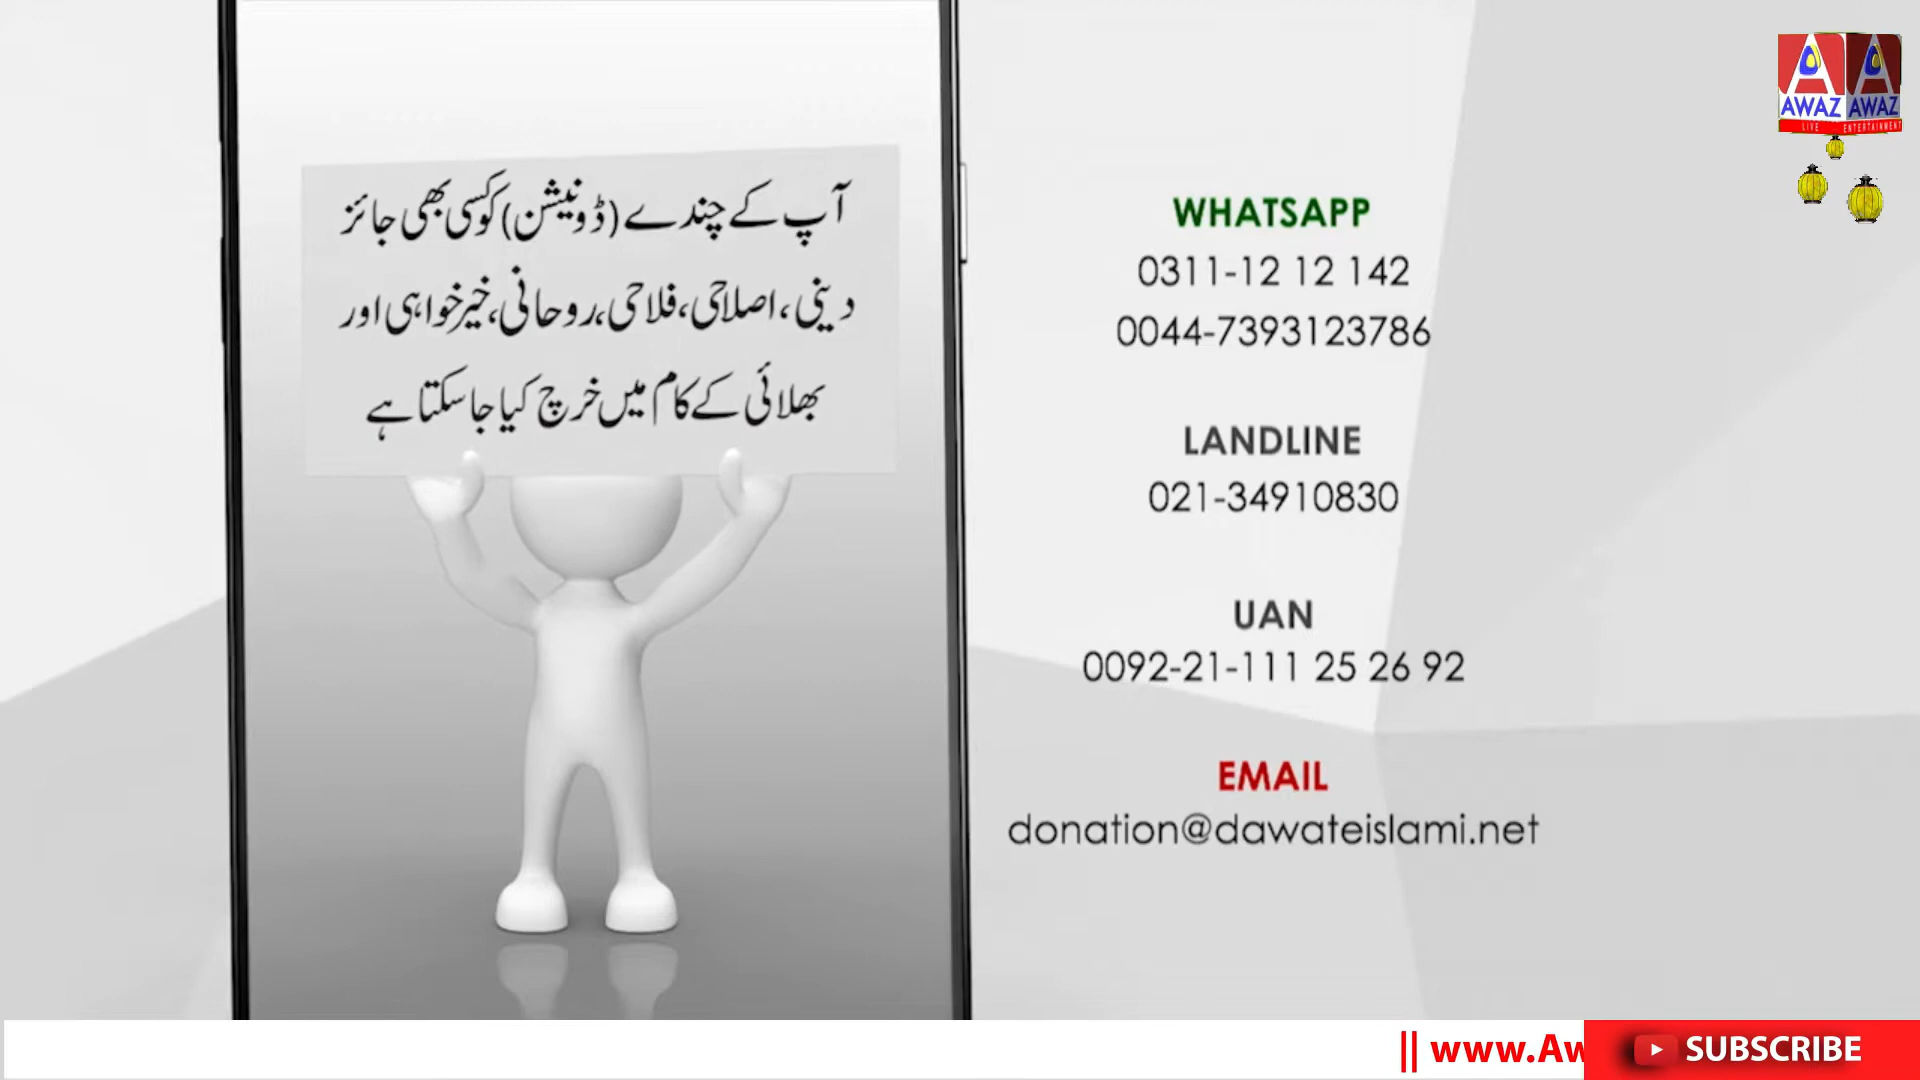 آپ کے چندے (ڈونیشن) کو کسی بھی جائز
دینی، اصلاحی، فلاحی، روحانی، خیرخواہی اور
بھلائی کے کام میں خرچ کیا جاسکتا ہے
WHATSAPP
0311-12 12 142
0044-7393123786
LANDLINE
021-34910830
UAN
0092-21-111 25 26 92
EMAIL
donation@dawateislami.net
AWAZ AWAZ
LIVE ENTERTAINMENT
|| www.Aw
SUBSCRIBE